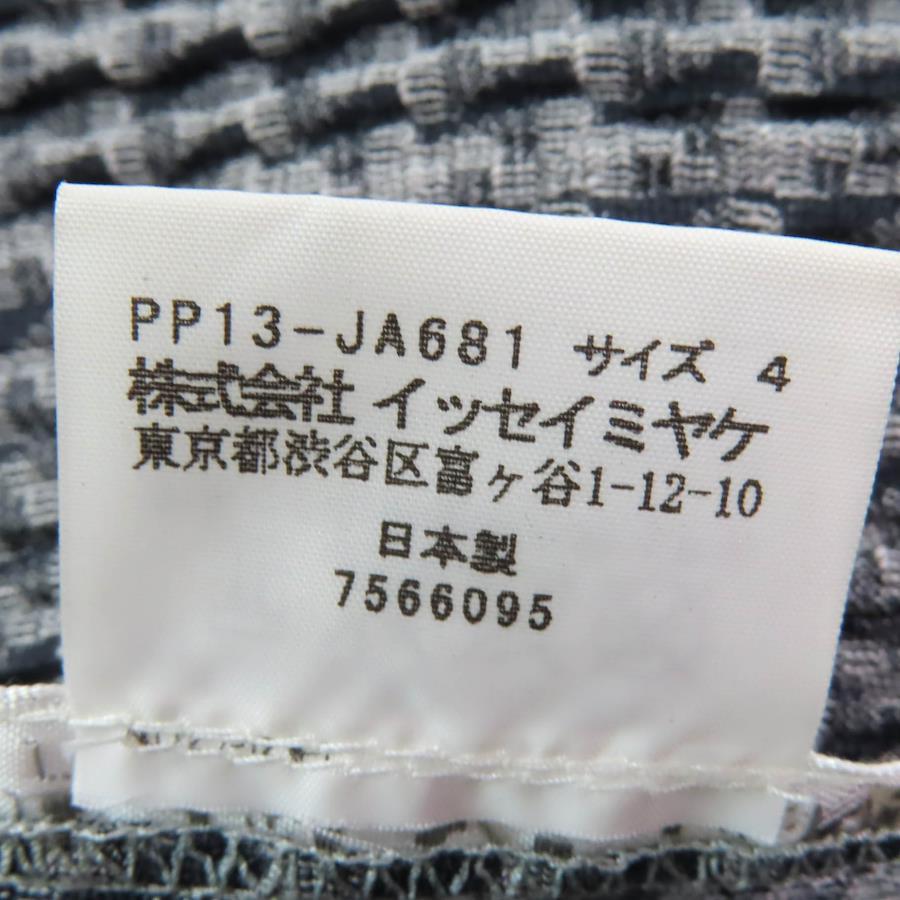 PP13-JA681 サイズ 4
株式会社 イッセイミヤケ
東京都渋谷区富ヶ谷1-12-10
日本製
7566095